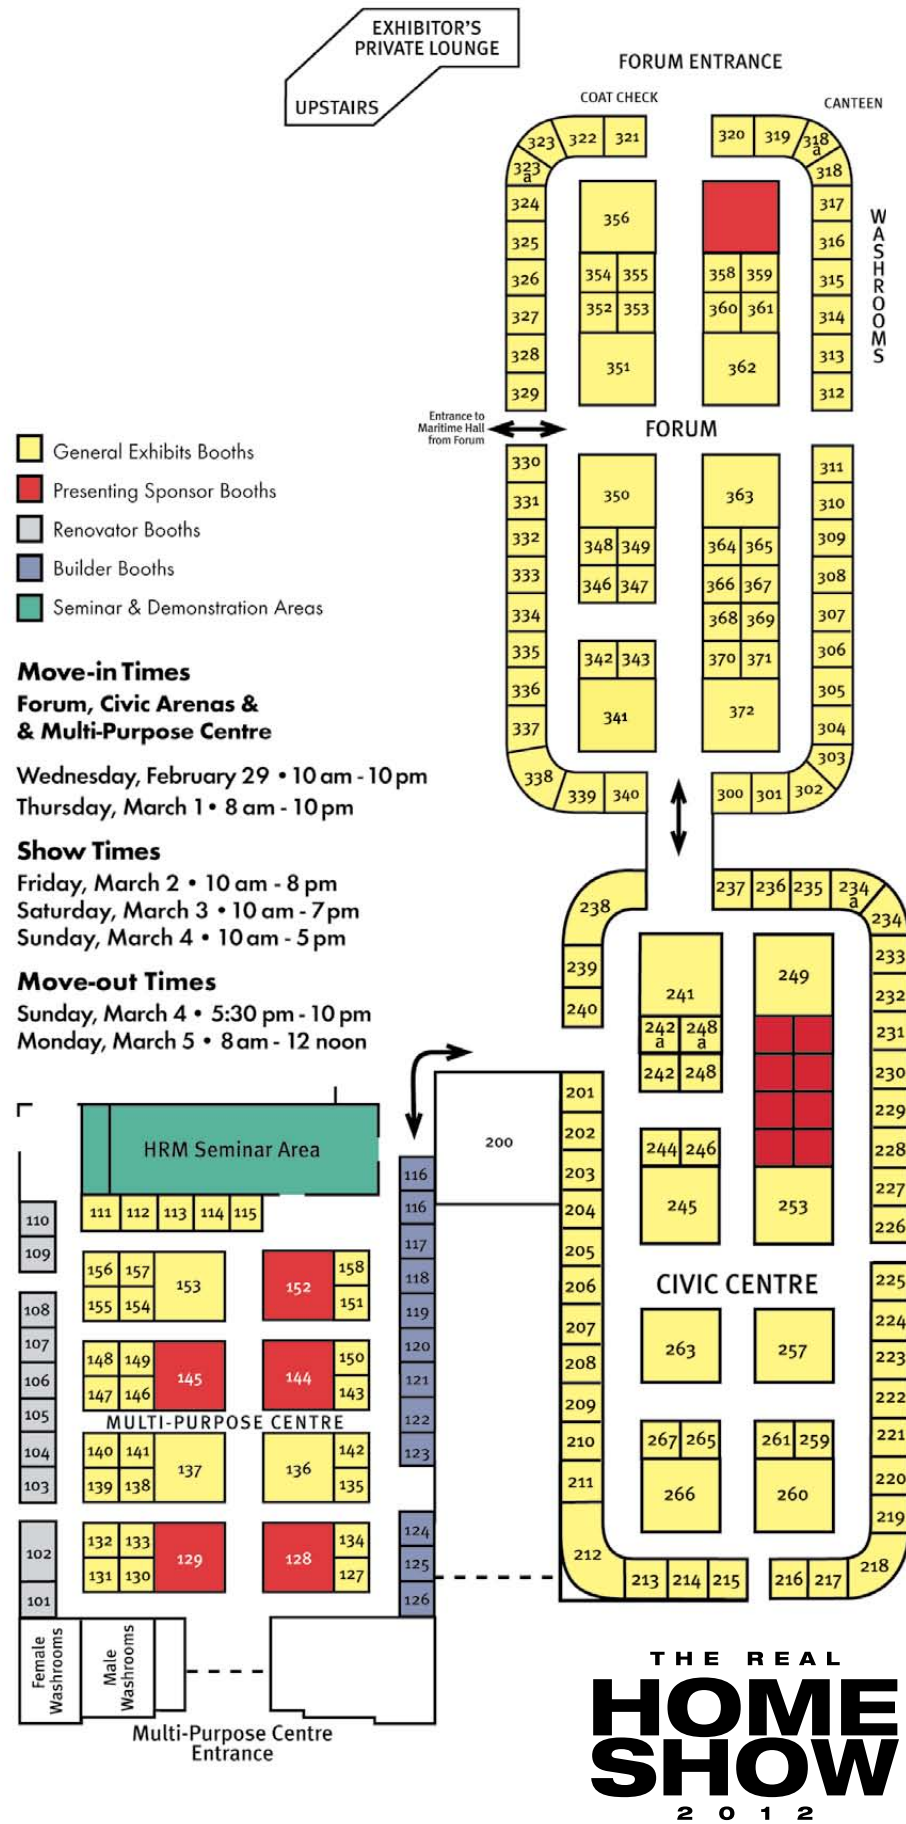 EXHIBITOR'S
PRIVATE LOUNGE
UPSTAIRS
FORUM ENTRANCE
COAT CHECK
CANTEEN
323 322 321
320 319 318
a
323
a
318
324
317
325
316
326
315
327
314
328
313
329
312
WASHROOMS
356
354 355
358 359
352 353
360 361
351
362
Entrance to
Maritime Hall
from Forum
FORUM
330
311
331
310
332
309
333
308
334
307
335
306
336
305
337
304
338
303
339 340
300 301 302
350
363
348 349
364 365
346 347
366 367
368 369
342 343
370 371
341
372
General Exhibits Booths
Presenting Sponsor Booths
Renovator Booths
Builder Booths
Seminar & Demonstration Areas
Move-in Times
Forum, Civic Arenas &
& Multi-Purpose Centre
Wednesday, February 29 • 10 am - 10 pm
Thursday, March 1 • 8 am - 10 pm
Show Times
Friday, March 2 • 10 am - 8 pm
Saturday, March 3 • 10 am - 7 pm
Sunday, March 4 • 10 am - 5 pm
Move-out Times
Sunday, March 4 • 5:30 pm - 10 pm
Monday, March 5 • 8 am - 12 noon
238
237 236 235 234
a
234
239
233
240
232
231
230
229
228
227
226
225
224
223
222
221
220
219
218
241
249
242 248
a a
242 248
244 246
245
253
CIVIC CENTRE
263
257
267 265
261 259
266
260
200
201
202
203
204
205
206
207
208
209
210
211
212
213 214 215
216 217
HRM Seminar Area
111 112 113 114 115
110
109
108
107
106
105
104
103
102
101
116
116
117
118
119
120
121
122
123
124
125
126
156 157 153
152 158
155 154
151
148 149 145
144 150
147 146
143
MULTI-PURPOSE CENTRE
140 141 137
136 142
139 138
135
132 133 129
128 134
131 130
127
Female
Washrooms
Male
Washrooms
Multi-Purpose Centre
Entrance
THE REAL
HOME
SHOW
2012